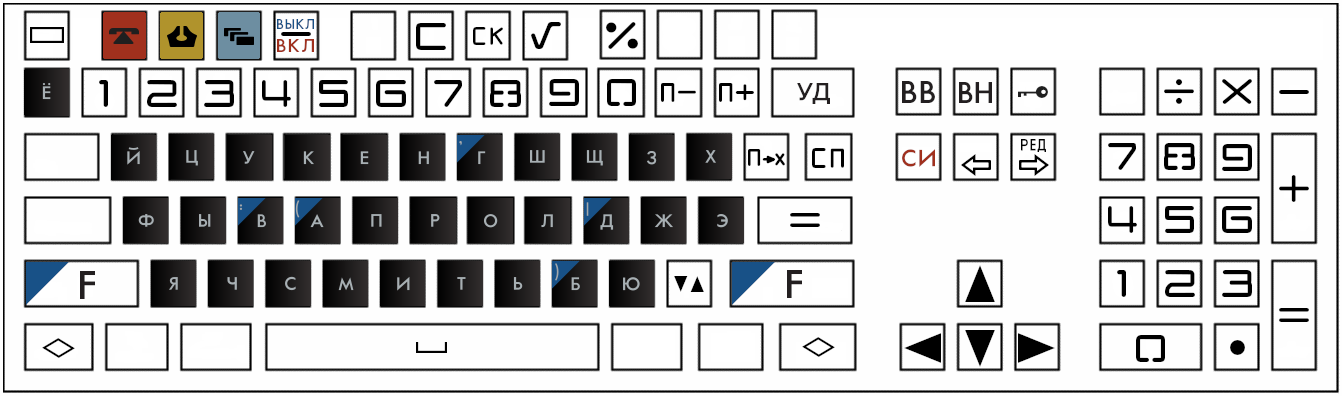 ВЫКЛ
ВКЛ С СК √ %
Ё 1 2 3 4 5 6 7 8 9 0 П− П+ УД ВВ ВН ÷ × −
Й Ц У К Е Н ' Г Ш Щ З Х П→х СП СИ РЕД 7 8 9 +
Ф Ы : В ( А П Р О Л | Д Ж Э = 4 5 6
F Я Ч С М И Т Ь ) Б Ю F 1 2 3 =
0 •